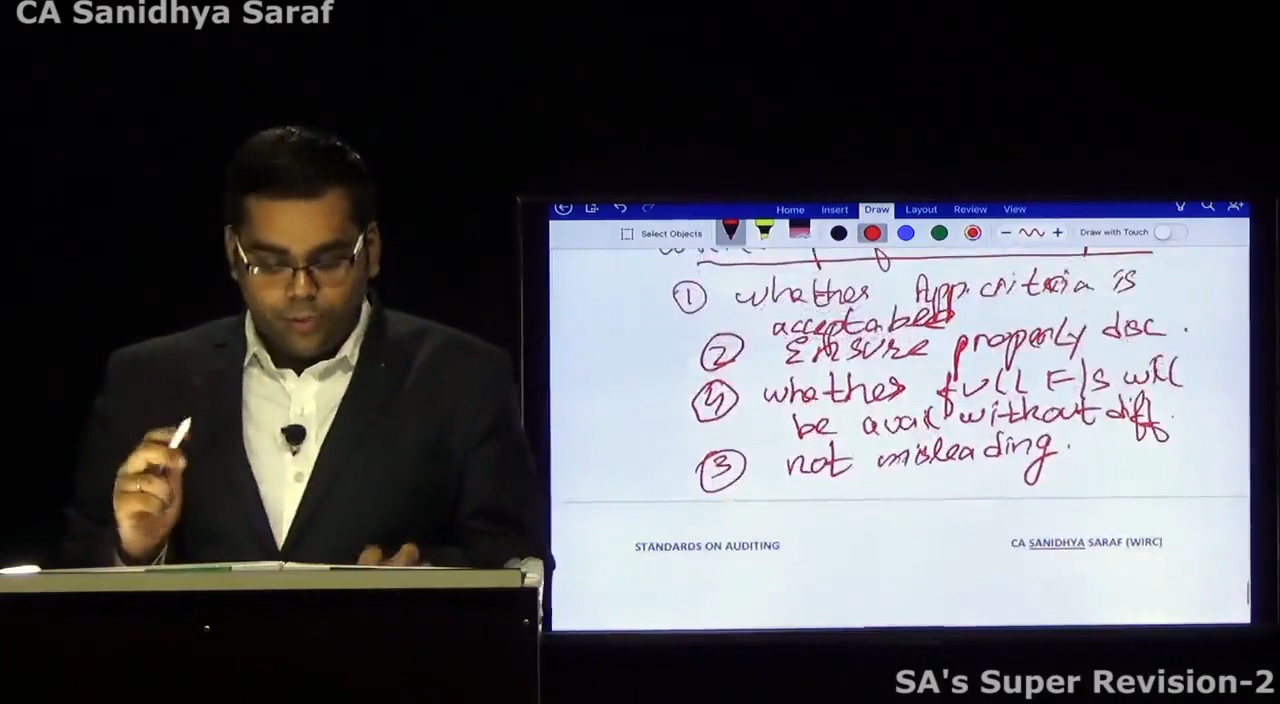 CA Sanidhya Saraf
Home Insert Draw Layout Review View
Select Objects Draw with Touch
① whether App. criteria is
acceptable
② Ensure properly disc.
④ whether full F/S will
be avail without diff.
③ not misleading.
STANDARDS ON AUDITING CA SANIDHYA SARAF (WIRC)
SA's Super Revision-2